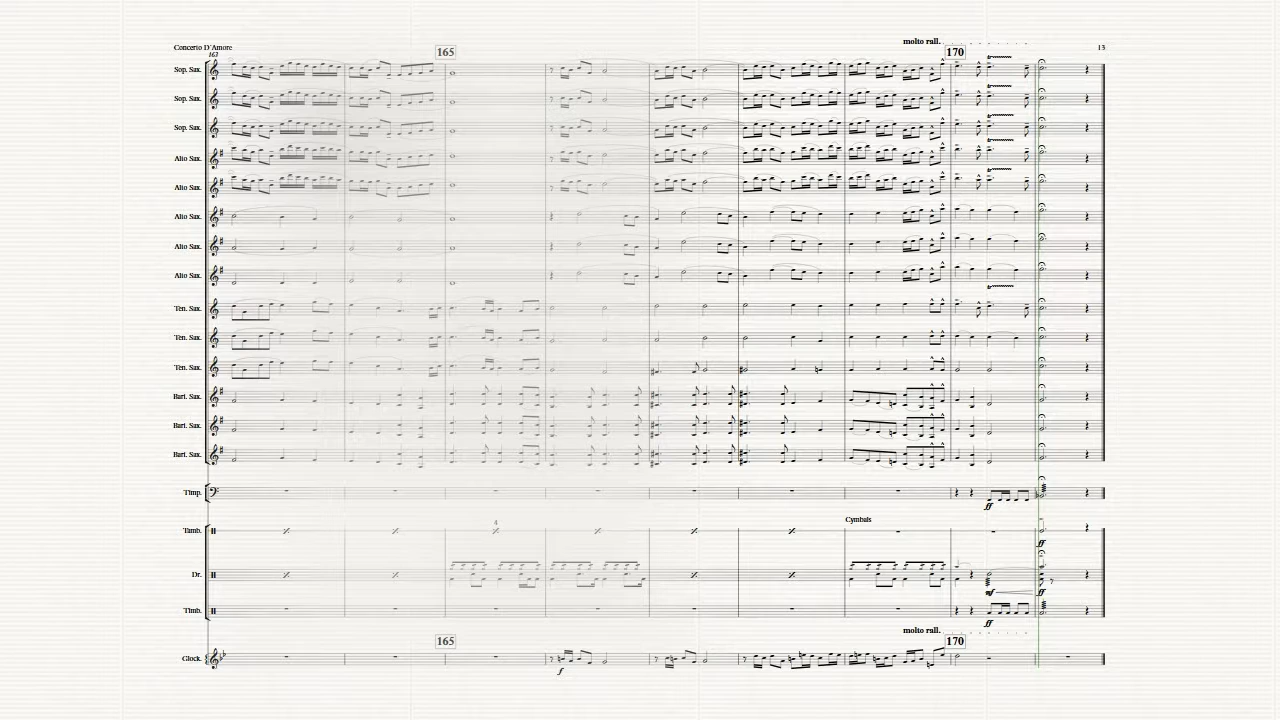 molto rall.
Concerto D'Amore 165 170 13
163
Sop. Sax.
Sop. Sax.
Sop. Sax.
Alto Sax.
Alto Sax.
Alto Sax.
Alto Sax.
Alto Sax.
Ten. Sax.
Ten. Sax.
Ten. Sax.
Bari. Sax.
Bari. Sax.
Bari. Sax.
Timp.
ff
Cymbals
4
Tamb.
ff
Dr.
mf ff
Timb.
ff
molto rall.
165 170
Glock.
f